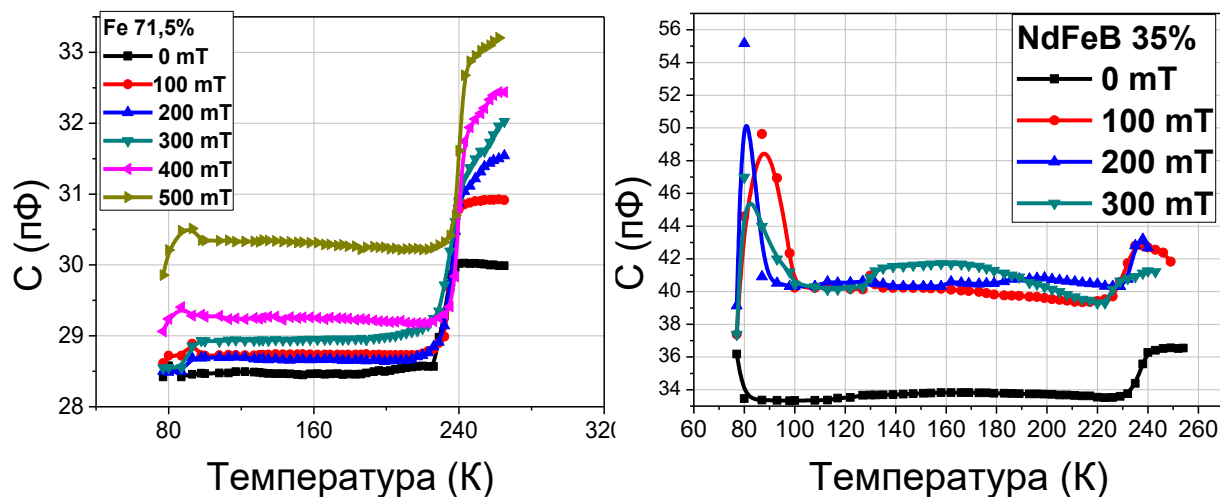 Fe 71,5%
0 mT
100 mT
200 mT
300 mT
400 mT
500 mT
33
32
31
30
29
28
80
160
240
320
С (пФ)
Температура (К)
NdFeB 35%
0 mT
100 mT
200 mT
300 mT
56
54
52
50
48
46
44
42
40
38
36
34
60
80
100
120
140
160
180
200
220
240
260
С (пФ)
Температура (К)